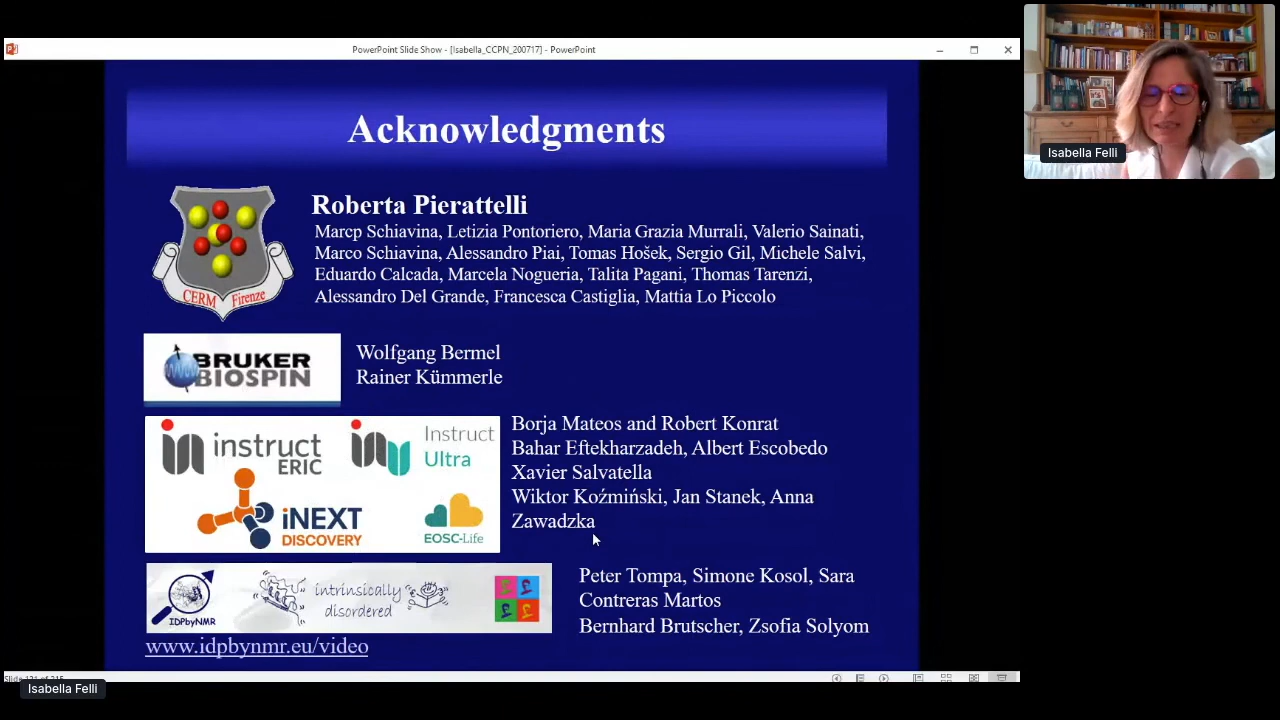 PowerPoint Slide Show - [Isabella_CCPN_200717] - PowerPoint
Acknowledgments
Roberta Pierattelli
Marcp Schiavina, Letizia Pontoriero, Maria Grazia Murrali, Valerio Sainati,
Marco Schiavina, Alessandro Piai, Tomas Hošek, Sergio Gil, Michele Salvi,
Eduardo Calcada, Marcela Nogueria, Talita Pagani, Thomas Tarenzi,
Alessandro Del Grande, Francesca Castiglia, Mattia Lo Piccolo
CERM Firenze
BRUKER
BIOSPIN
Wolfgang Bermel
Rainer Kümmerle
instruct
ERIC
Instruct
Ultra
iNEXT
DISCOVERY
EOSC-Life
Borja Mateos and Robert Konrat
Bahar Eftekharzadeh, Albert Escobedo
Xavier Salvatella
Wiktor Koźmiński, Jan Stanek, Anna
Zawadzka
IDPbyNMR
intrinsically
disordered
Peter Tompa, Simone Kosol, Sara
Contreras Martos
Bernhard Brutscher, Zsofia Solyom
www.idpbynmr.eu/video
Isabella Felli
Isabella Felli